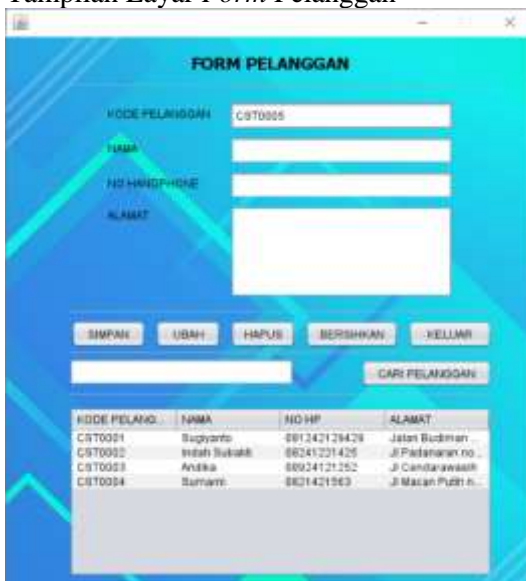 Tampilan Layar Form Pelanggan
FORM PELANGGAN
KODE PELANGGAN CST0005
NAMA
NO HANDPHONE
ALAMAT
SIMPAN UBAH HAPUS BERSIHKAN KELUAR
CARI PELANGGAN
KODE PELANG... NAMA NO HP ALAMAT
CST0001 Sugiyanto Jalan Budiman ...
CST0002 Indah Jl Padanaran no...
CST0003 Andika Jl Cendarawasih
CST0004 Sumarni Jl Macan Putih n...